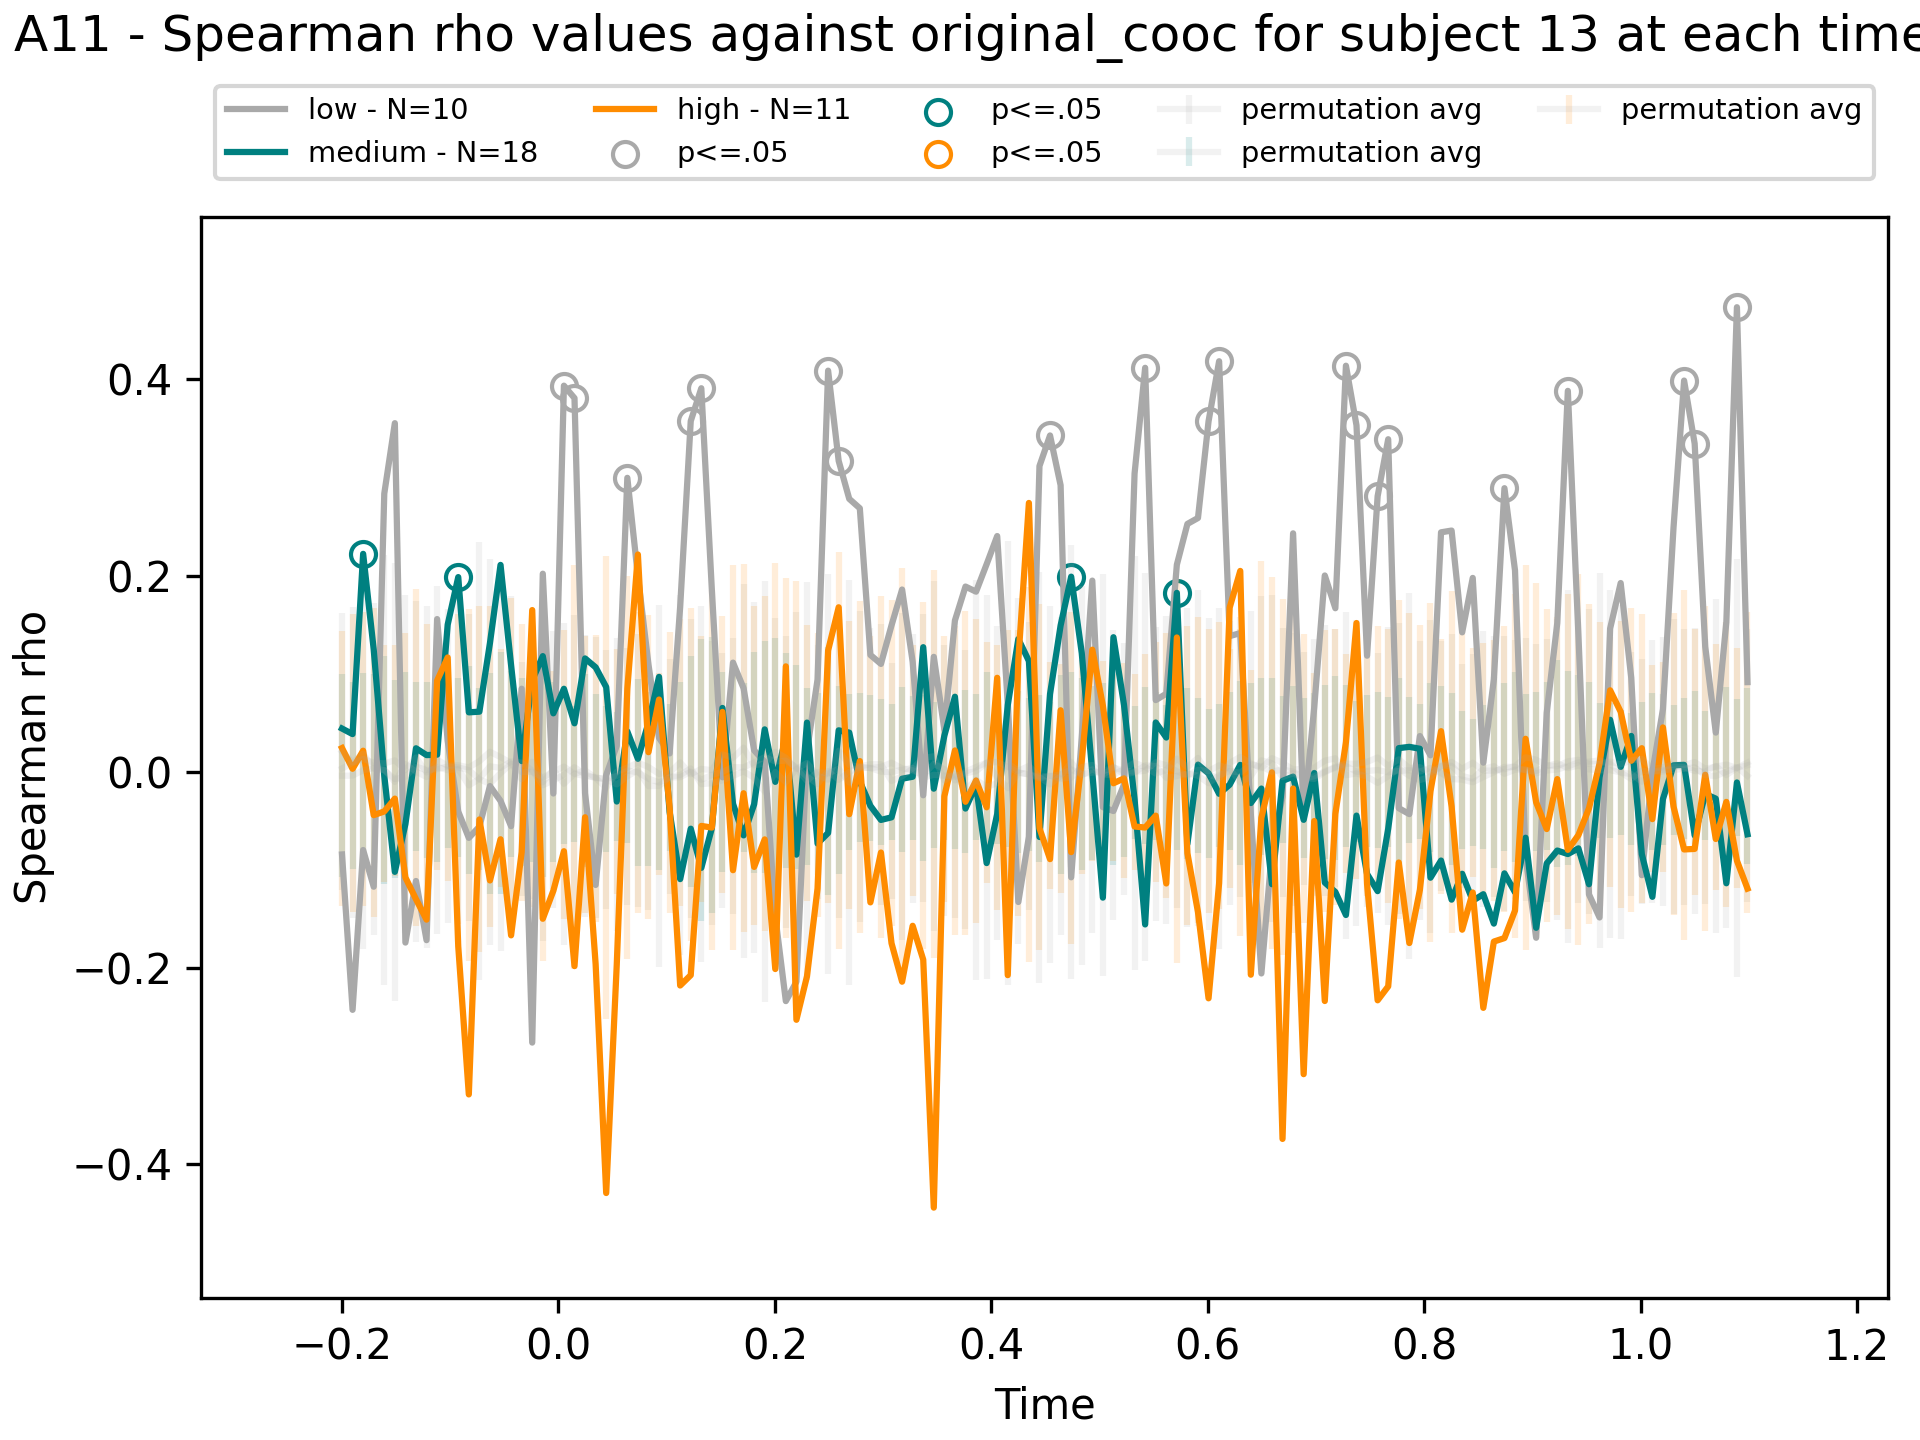 A11 - Spearman rho values against original_cooc for subject 13 at each time
low - N=10
medium - N=18
high - N=11
p<=.05
p<=.05
p<=.05
permutation avg
permutation avg
permutation avg
Spearman rho
0.4
0.2
0.0
−0.2
−0.4
−0.2 0.0 0.2 0.4 0.6 0.8 1.0 1.2
Time